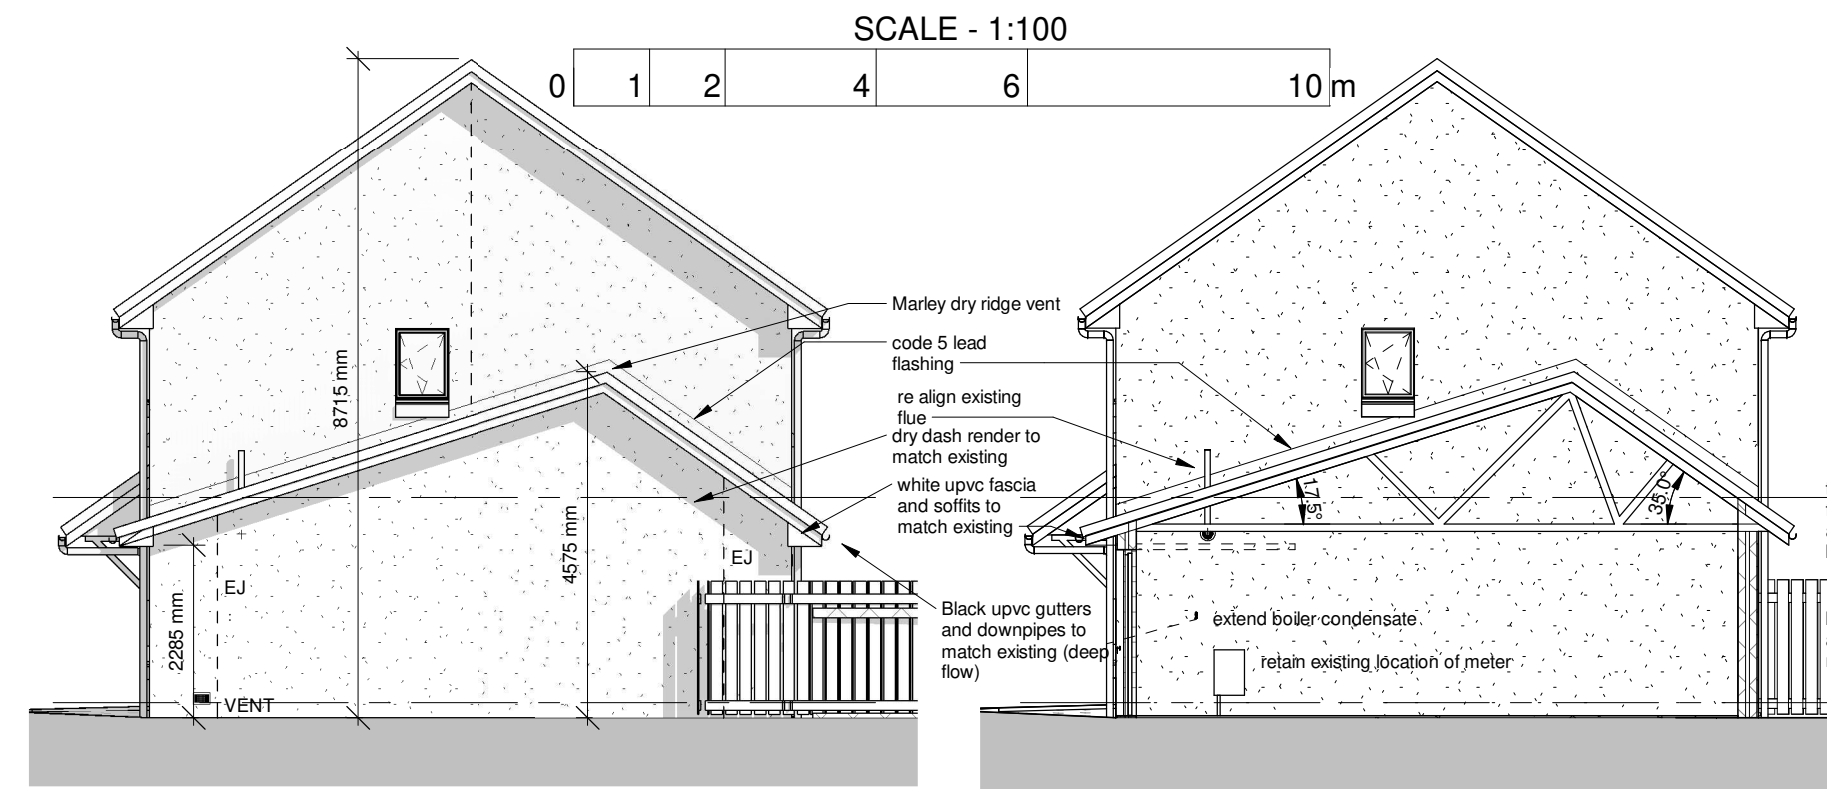 SCALE - 1:100
0 1 2 4 6 10 m
Marley dry ridge vent
code 5 lead
flashing
re align existing
flue
dry dash render to
match existing
white upvc fascia
and soffits to
match existing
Black upvc gutters
and downpipes to
match existing (deep
flow)
8715 mm
4575 mm
2285 mm
EJ
EJ
VENT
17.5°
35.0°
extend boiler condensate
retain existing location of meter